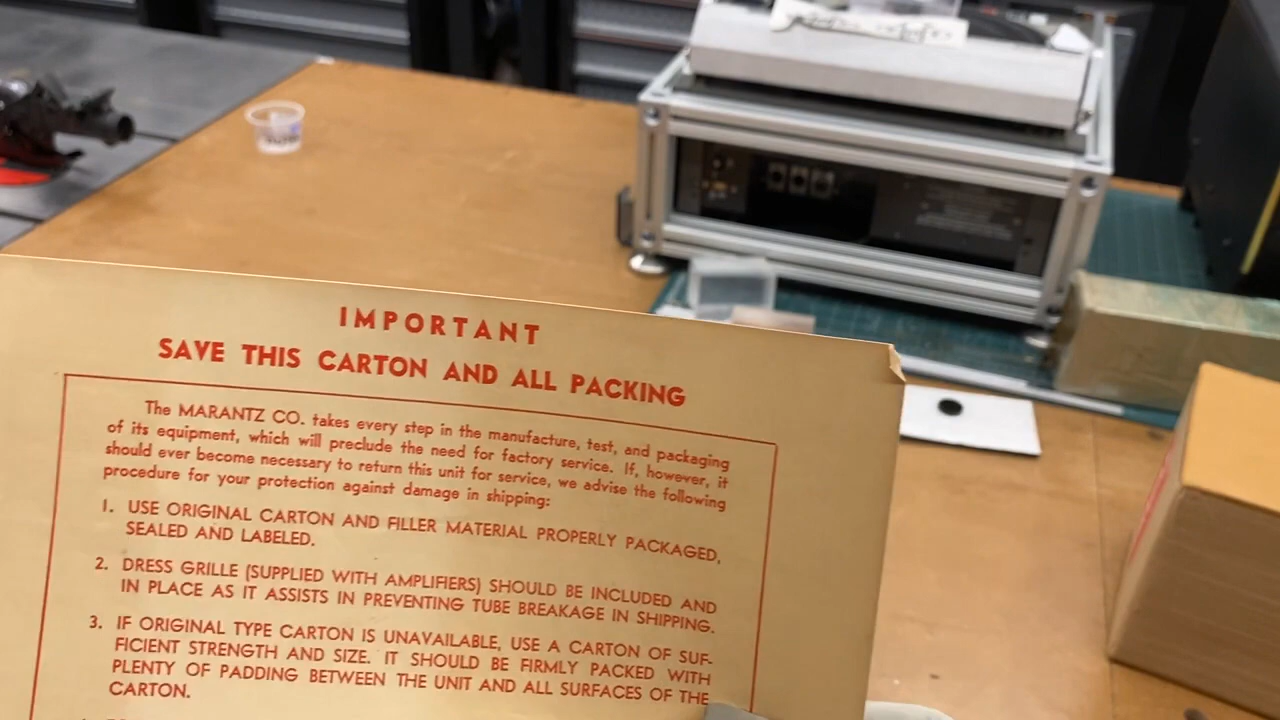 IMPORTANT
SAVE THIS CARTON AND ALL PACKING
The MARANTZ CO. takes every step in the manufacture, test, and packaging
of its equipment, which will preclude the need for factory service. If, however, it
should ever become necessary to return this unit for service, we advise the following
procedure for your protection against damage in shipping:
1. USE ORIGINAL CARTON AND FILLER MATERIAL PROPERLY PACKAGED,
SEALED AND LABELED.
2. DRESS GRILLE (SUPPLIED WITH AMPLIFIERS) SHOULD BE INCLUDED AND
IN PLACE AS IT ASSISTS IN PREVENTING TUBE BREAKAGE IN SHIPPING.
3. IF ORIGINAL TYPE CARTON IS UNAVAILABLE, USE A CARTON OF SUF-
FICIENT STRENGTH AND SIZE. IT SHOULD BE FIRMLY PACKED WITH
PLENTY OF PADDING BETWEEN THE UNIT AND ALL SURFACES OF THE
CARTON.